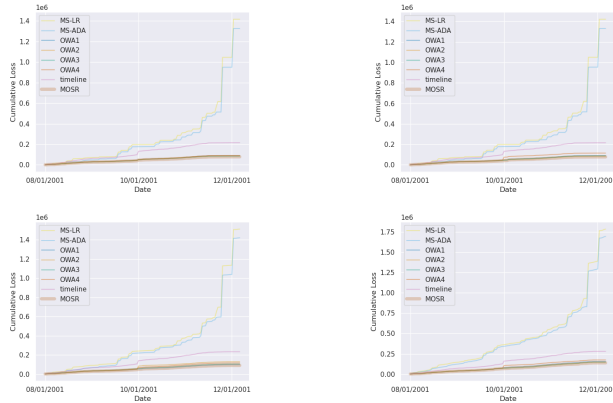 1e6
1.4
1.2
1.0
0.8
0.6
0.4
0.2
0.0
Cumulative Loss
MS-LR
MS-ADA
OWA1
OWA2
OWA3
OWA4
timeline
MOSR
08/01/2001 10/01/2001 12/01/2001
Date
1e6
1.4
1.2
1.0
0.8
0.6
0.4
0.2
0.0
Cumulative Loss
MS-LR
MS-ADA
OWA1
OWA2
OWA3
OWA4
timeline
MOSR
08/01/2001 10/01/2001 12/01/200
Date
1e6
1.4
1.2
1.0
0.8
0.6
0.4
0.2
0.0
Cumulative Loss
MS-LR
MS-ADA
OWA1
OWA2
OWA3
OWA4
timeline
MOSR
08/01/2001 10/01/2001 12/01/2001
Date
1e6
1.75
1.50
1.25
1.00
0.75
0.50
0.25
0.00
Cumulative Loss
MS-LR
MS-ADA
OWA1
OWA2
OWA3
OWA4
timeline
MOSR
08/01/2001 10/01/2001 12/01/200
Date